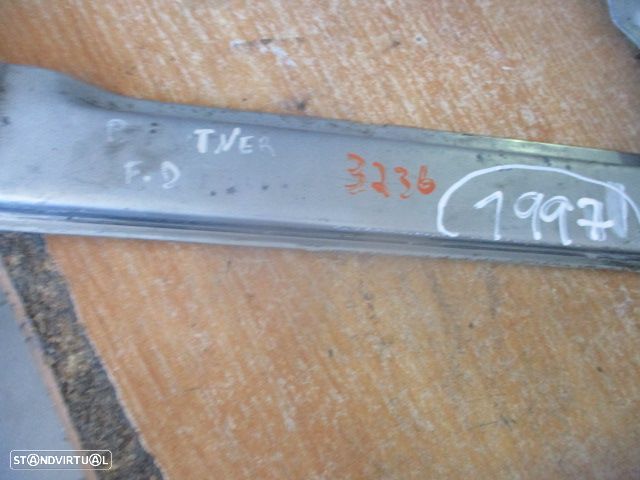 P TNER
F.D
3236
1997
STANDVIRTUAL